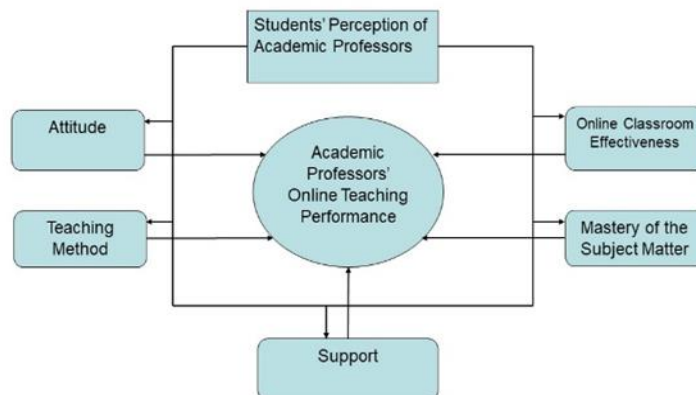 Students' Perception of
Academic Professors
Attitude
Online Classroom
Effectiveness
Academic
Professors'
Online Teaching
Performance
Teaching
Method
Mastery of the
Subject Matter
Support